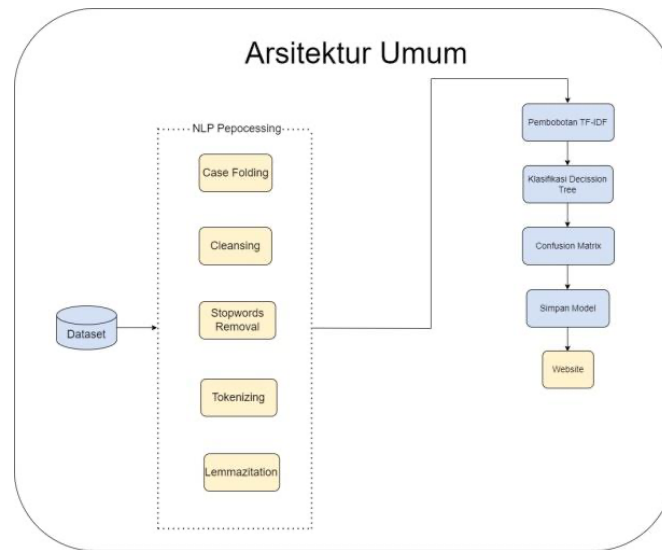 Arsitektur Umum
NLP Pepocessing
Case Folding
Cleansing
Stopwords
Removal
Tokenizing
Lemmazitation
Dataset
Pembobotan TF-IDF
Klasifikasi Decission
Tree
Confusion Matrix
Simpan Model
Website